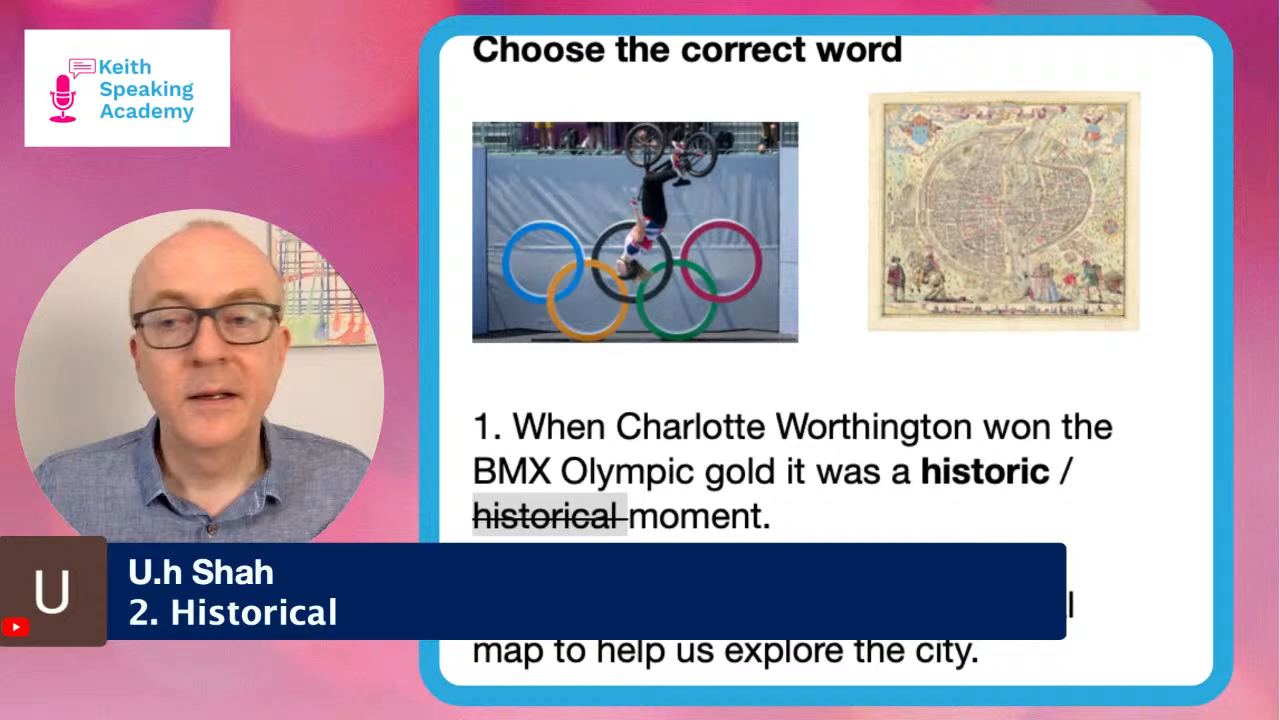 Keith
Speaking
Academy
Choose the correct word
1. When Charlotte Worthington won the
BMX Olympic gold it was a historic /
historical moment.
U
U.h Shah
2. Historical
map to help us explore the city.